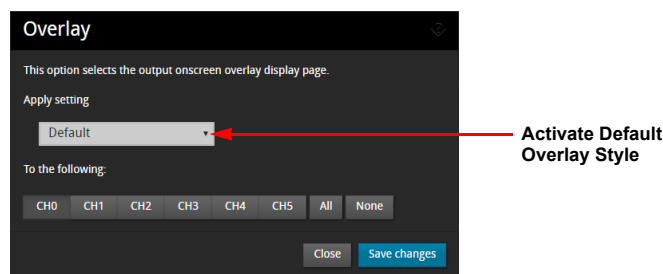 Overlay
This option selects the output onscreen overlay display page.
Apply setting
Default
Activate Default
Overlay Style
To the following:
CH0 CH1 CH2 CH3 CH4 CH5 All None
Close Save changes